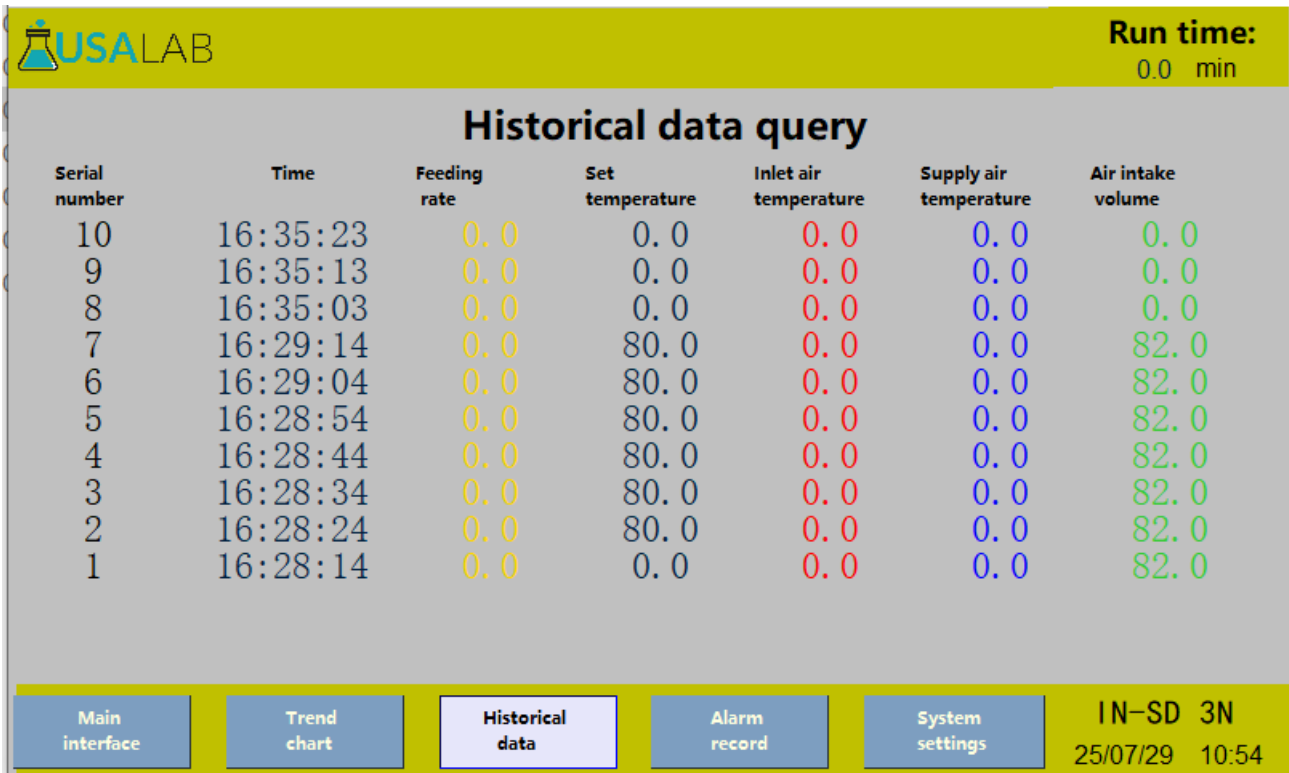 USALAB
Run time:
0.0 min
Historical data query
Serial number Time Feeding rate Set temperature Inlet air temperature Supply air temperature Air intake volume
10 16:35:23 0.0 0.0 0.0 0.0 0.0
9 16:35:13 0.0 0.0 0.0 0.0 0.0
8 16:35:03 0.0 0.0 0.0 0.0 0.0
7 16:29:14 0.0 80.0 0.0 0.0 82.0
6 16:29:04 0.0 80.0 0.0 0.0 82.0
5 16:28:54 0.0 80.0 0.0 0.0 82.0
4 16:28:44 0.0 80.0 0.0 0.0 82.0
3 16:28:34 0.0 80.0 0.0 0.0 82.0
2 16:28:24 0.0 80.0 0.0 0.0 82.0
1 16:28:14 0.0 0.0 0.0 0.0 82.0
Main interface
Trend chart
Historical data
Alarm record
System settings
IN-SD 3N
25/07/29 10:54